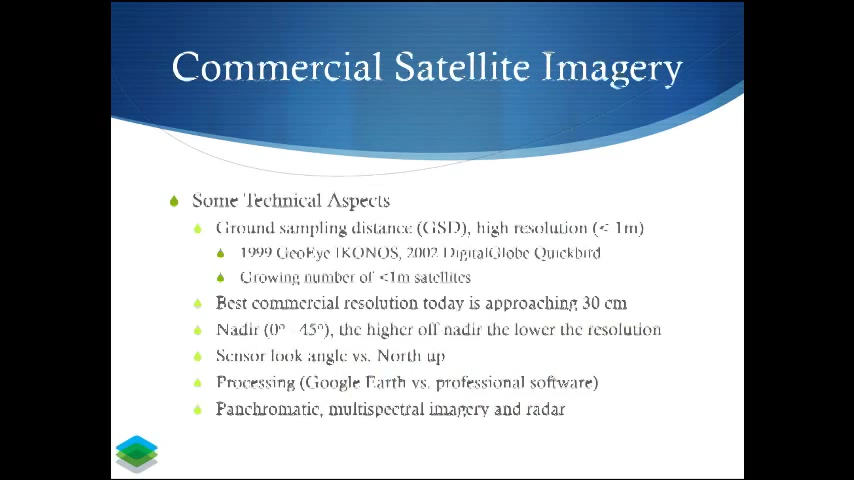 Commercial Satellite Imagery
Some Technical Aspects
Ground sampling distance (GSD), high resolution (< 1m)
1999 GeoEye IKONOS, 2002 DigitalGlobe Quickbird
Growing number of <1m satellites
Best commercial resolution today is approaching 30 cm
Nadir (0° - 45°), the higher off nadir the lower the resolution
Sensor look angle vs. North up
Processing (Google Earth vs. professional software)
Panchromatic, multispectral imagery and radar